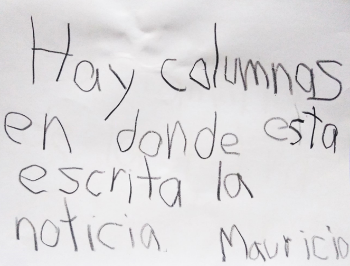 Hay columnas
en donde esta
escrita la
noticia. Mauricio